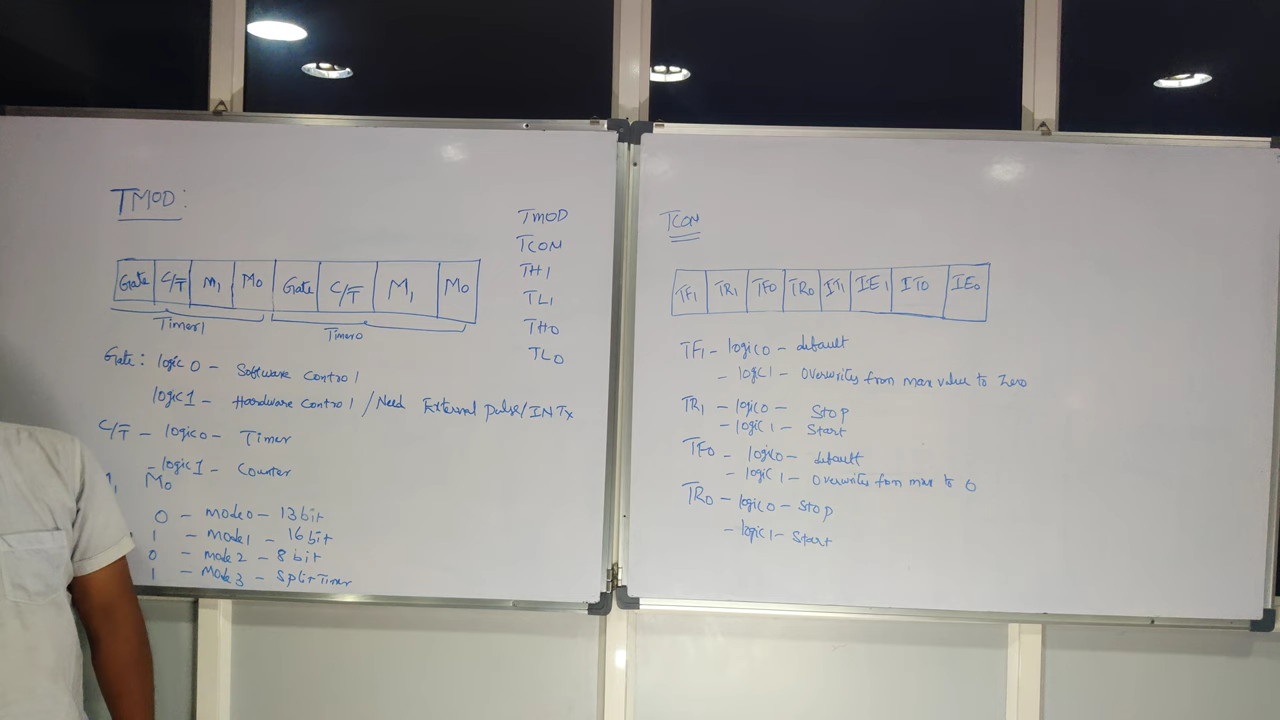 TMOD:
Gate C/T M1 M0 Gate C/T M1 M0
Timer1 Timer0
Gate: logic 0 - Software Control
logic 1 - Hardware Control / Need External pulse/INTx
C/T - logic 0 - Timer
- logic 1 - Counter
M0
0 - mode 0 - 13 bit
1 - mode 1 - 16 bit
0 - mode 2 - 8 bit
1 - Mode 3 - Split Timer
TMOD
TCON
TH1
TL1
TH0
TL0
TCON
TF1 TR1 TF0 TR0 IT1 IE1 IT0 IE0
TF1 - logic 0 - default
- logic 1 - Overwrites from max value to Zero
TR1 - logic 0 - Stop
- logic 1 - Start
TF0 - logic 0 - default
- logic 1 - Overwrites from max to 0
TR0 - logic 0 - Stop
- logic 1 - Start